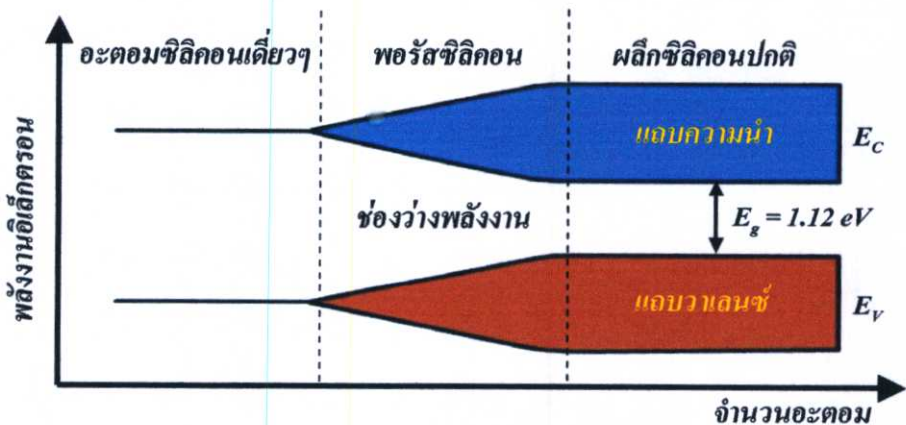 อะตอมซิลิคอนเดี่ยวๆ
พอรัสซิลิคอน
ผลึกซิลิคอนปกติ
พลังงานอิเล็กตรอน
แถบความนำ
E_C
ช่องว่างพลังงาน
E_g = 1.12 eV
แถบวาเลนซ์
E_V
จำนวนอะตอม